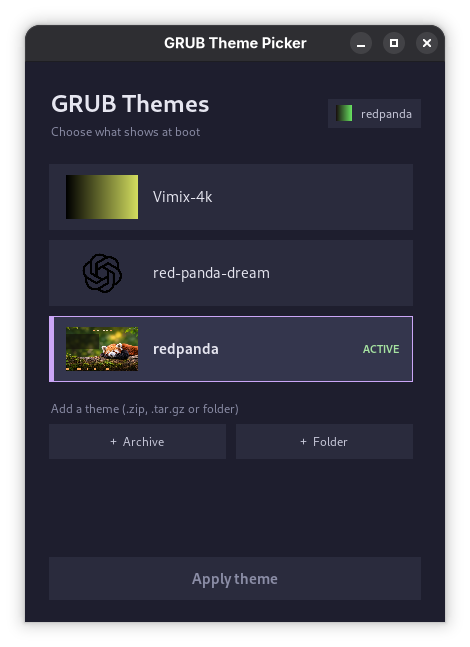 GRUB Theme Picker
GRUB Themes
Choose what shows at boot
redpanda
Vimix-4k
red-panda-dream
redpanda
ACTIVE
Add a theme (.zip, .tar.gz or folder)
+ Archive
+ Folder
Apply theme